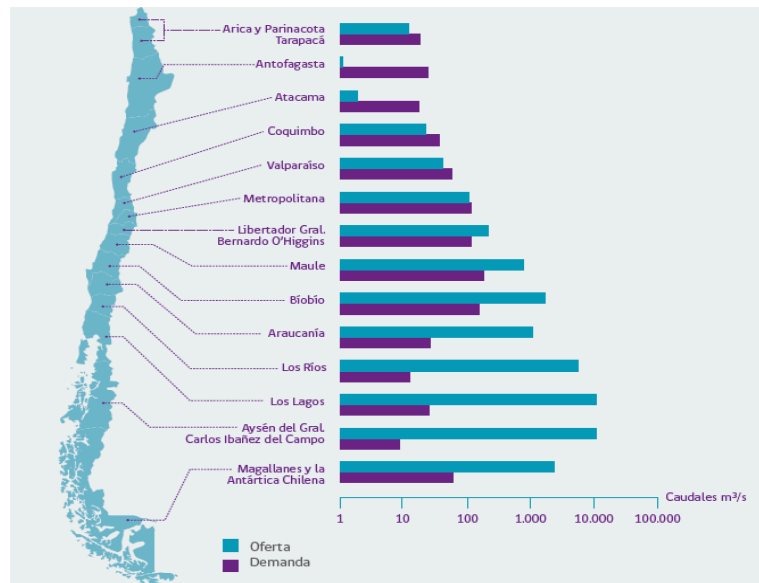 Arica y Parinacota
Tarapacá
Antofagasta
Atacama
Coquimbo
Valparaíso
Metropolitana
Libertador Gral.
Bernardo O'Higgins
Maule
Bíobío
Araucanía
Los Ríos
Los Lagos
Aysén del Gral.
Carlos Ibañez del Campo
Magallanes y la
Antártica Chilena
Caudales m³/s
1 10 100 1.000 10.000 100.000
Oferta
Demanda